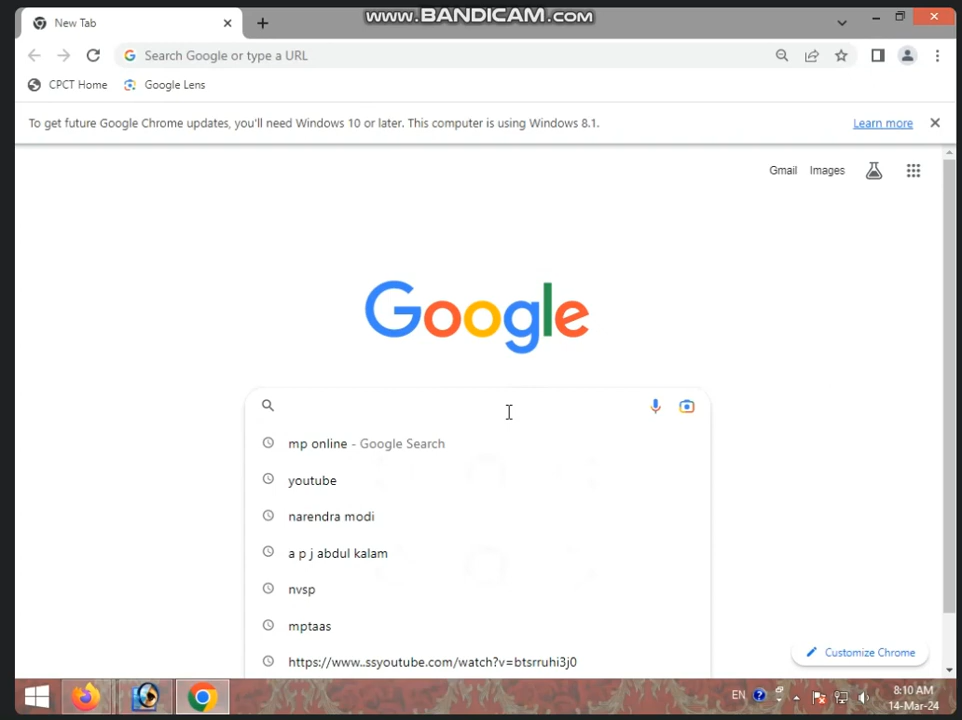 www.BANDICAM.com
New Tab
Search Google or type a URL
CPCT Home
Google Lens
To get future Google Chrome updates, you'll need Windows 10 or later. This computer is using Windows 8.1.
Learn more
Gmail
Images
Google
mp online - Google Search
youtube
narendra modi
a p j abdul kalam
nvsp
mptaas
https://www..ssyoutube.com/watch?v=btsrruhi3j0
Customize Chrome
EN
8:10 AM
14-Mar-24